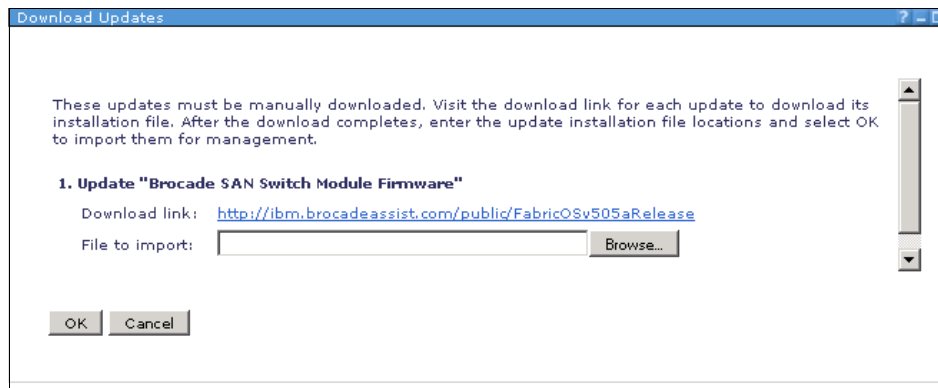 Download Updates
These updates must be manually downloaded. Visit the download link for each update to download its
installation file. After the download completes, enter the update installation file locations and select OK
to import them for management.
1. Update "Brocade SAN Switch Module Firmware"
Download link: http://ibm.brocadeassist.com/public/FabricOSv505aRelease
File to import: Browse...
OK Cancel